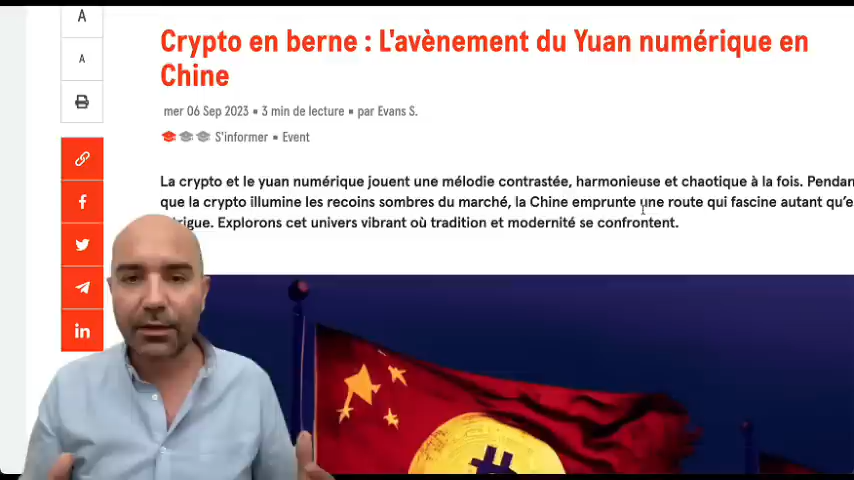 A
Crypto en berne : L'avènement du Yuan numérique en
Chine
A
mer 06 Sep 2023 ▪ 3 min de lecture ▪ par Evans S.
S'informer ▪ Event
La crypto et le yuan numérique jouent une mélodie contrastée, harmonieuse et chaotique à la fois.
que la crypto illumine les recoins sombres du marché, la Chine emprunte une route qui fascine autant
Explorons cet univers vibrant où tradition et modernité se confrontent.